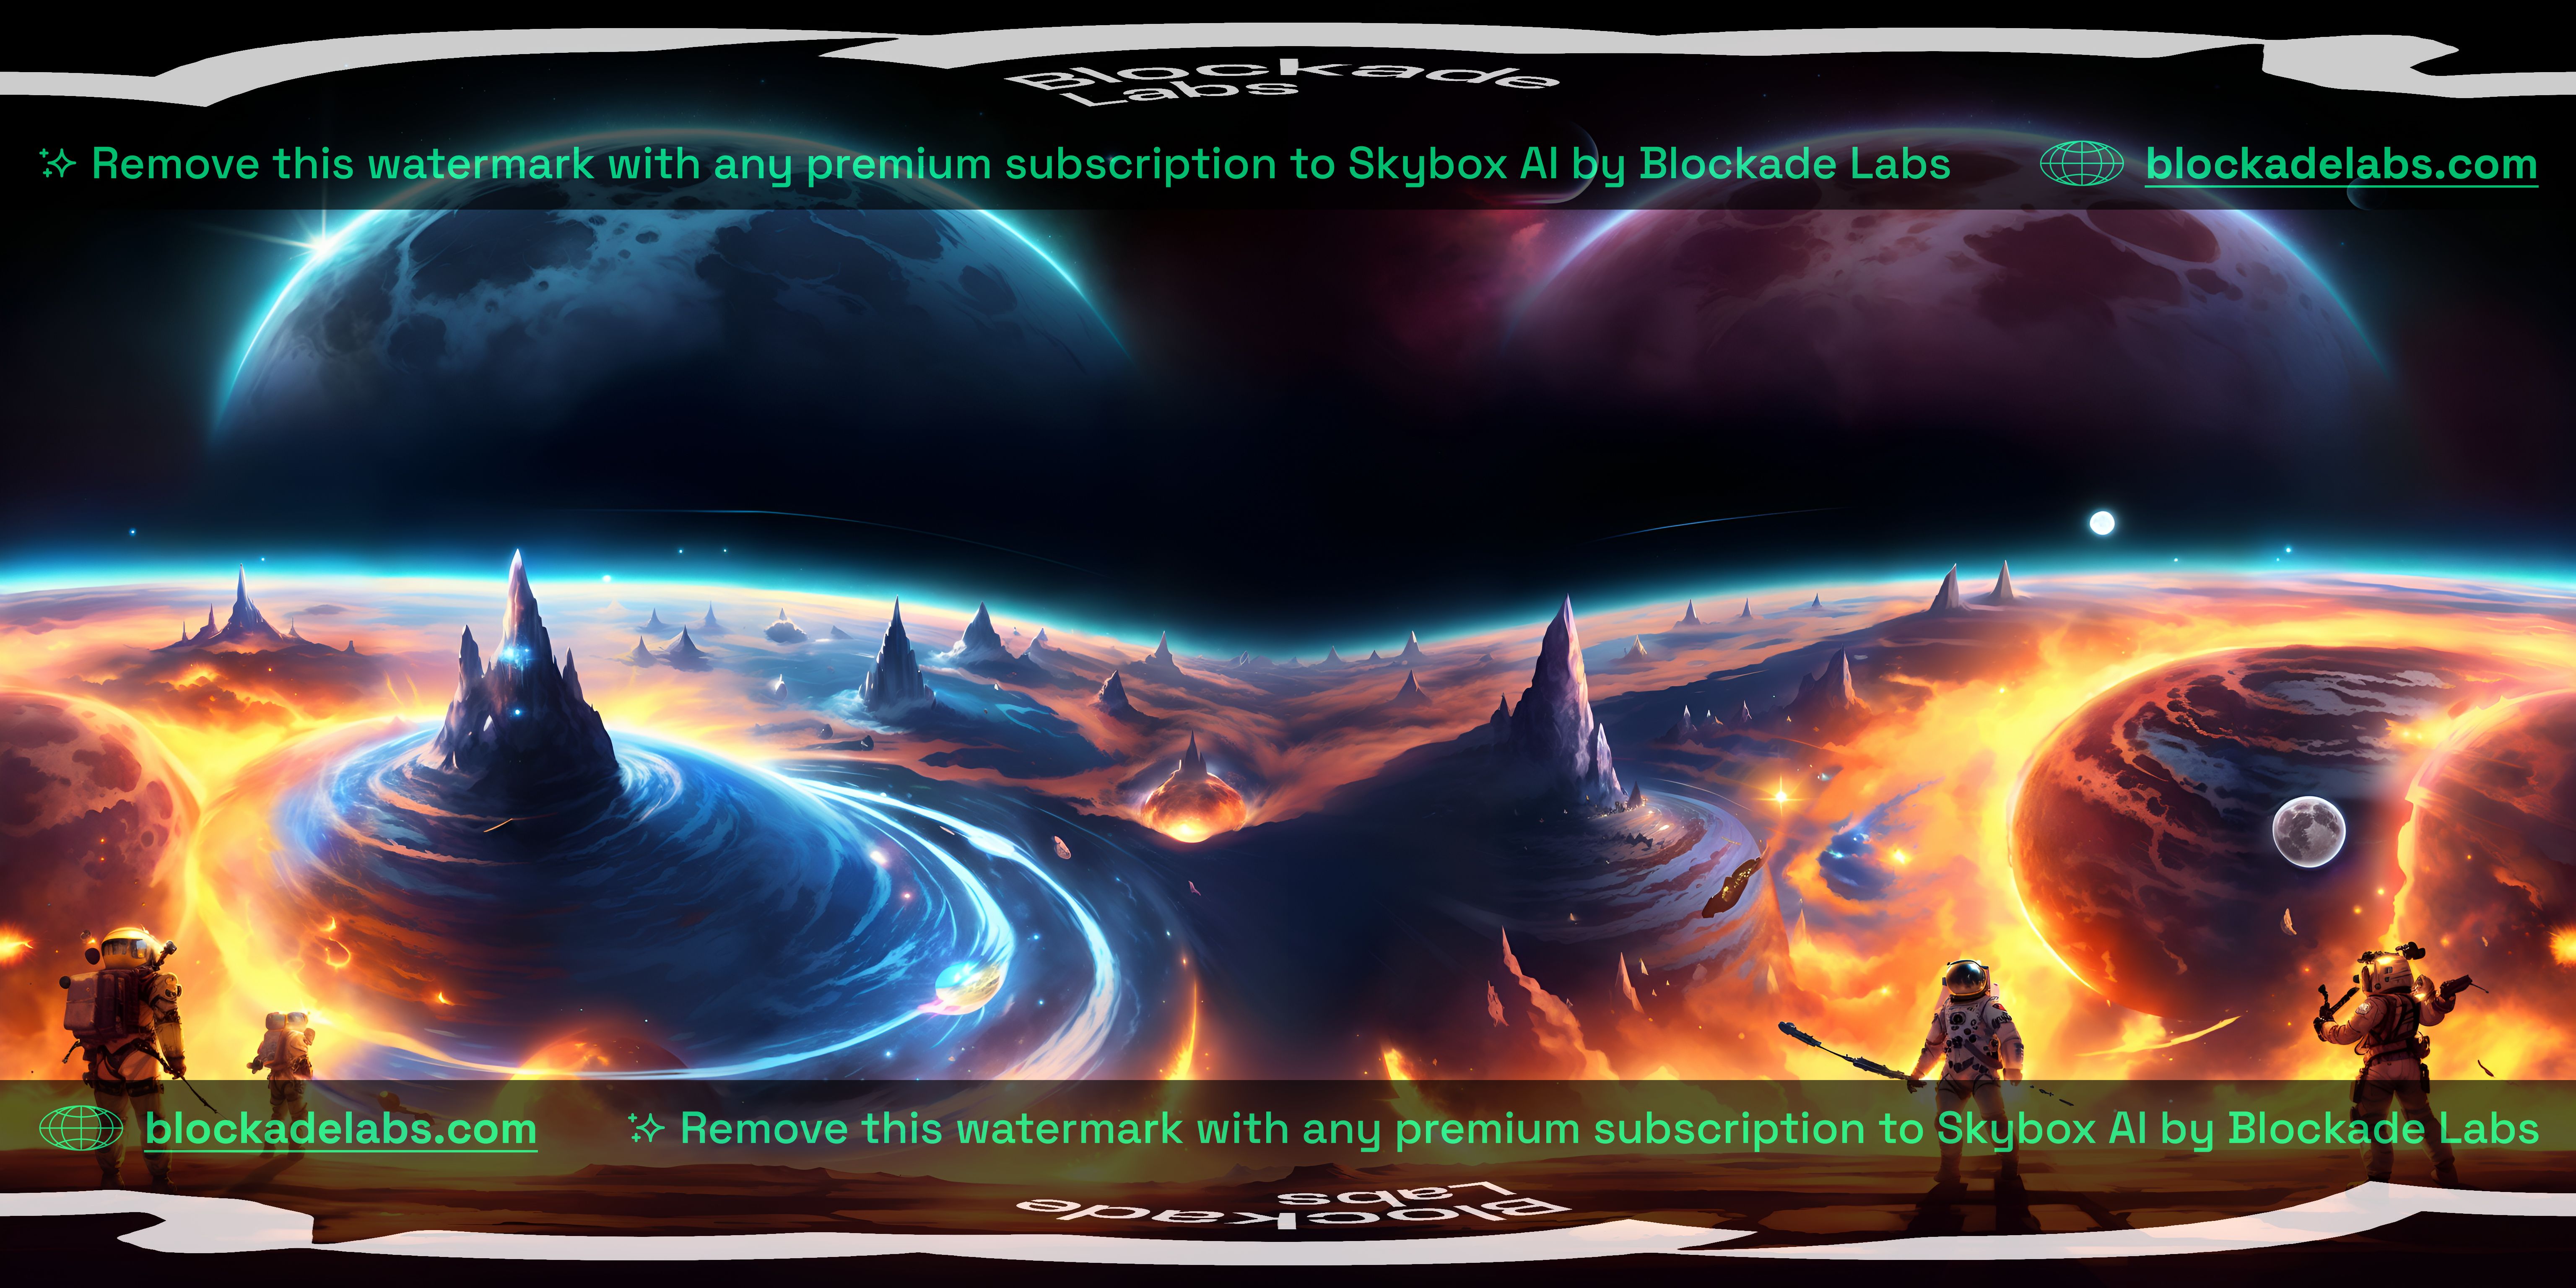 Blockade
Labs
Remove this watermark with any premium subscription to Skybox AI by Blockade Labs
blockadelabs.com
blockadelabs.com
Remove this watermark with any premium subscription to Skybox AI by Blockade Labs
Labs
Blockade